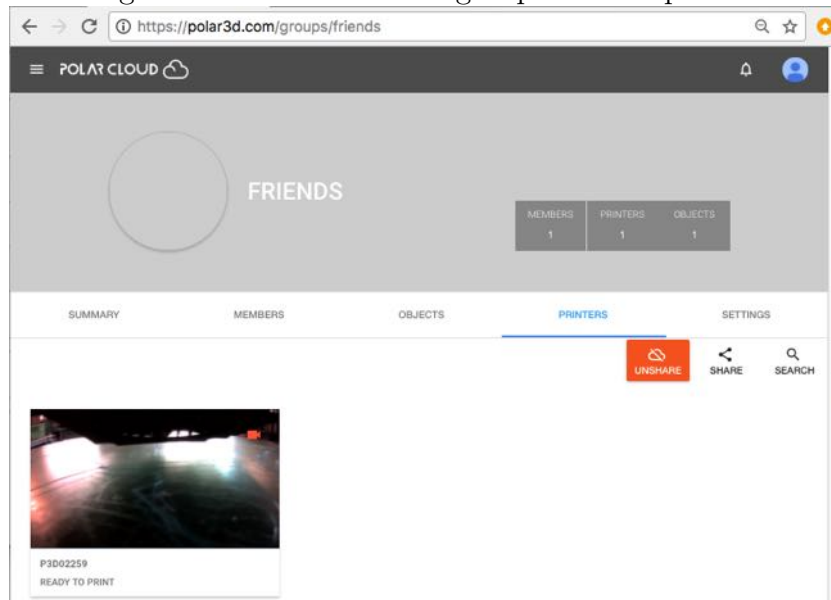 https://polar3d.com/groups/friends
POLAR CLOUD
FRIENDS
MEMBERS PRINTERS OBJECTS
1 1 1
SUMMARY MEMBERS OBJECTS PRINTERS SETTINGS
UNSHARE SHARE SEARCH
P3D02259
READY TO PRINT